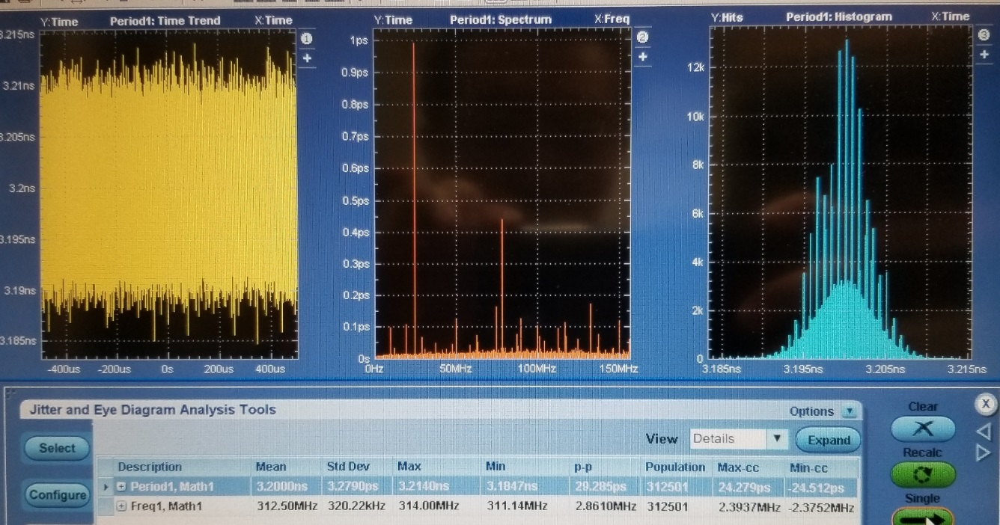 Y:Time Period1: Time Trend X:Time
3.215ns
3.21ns
3.205ns
3.2ns
3.195ns
3.19ns
3.185ns
-400us -200us 0s 200us 400us
1
+
Y:Time Period1: Spectrum X:Freq
1ps
0.9ps
0.8ps
0.7ps
0.6ps
0.5ps
0.4ps
0.3ps
0.2ps
0.1ps
0s
0Hz 50MHz 100MHz 150MHz
2
+
Y:Hits Period1: Histogram X:Time
12k
10k
8k
6k
4k
2k
0
3.185ns 3.195ns 3.205ns 3.215ns
3
+
Jitter and Eye Diagram Analysis Tools
Options
Select
Configure
View Details Expand
Description Mean Std Dev Max Min p-p Population Max-cc Min-cc
Period1, Math1 3.2000ns 3.2790ps 3.2140ns 3.1847ns 29.285ps 312501 24.279ps -24.512ps
Freq1, Math1 312.50MHz 320.22kHz 314.00MHz 311.14MHz 2.8610MHz 312501 2.3937MHz -2.3752MHz
Clear
X
Recalc
Single